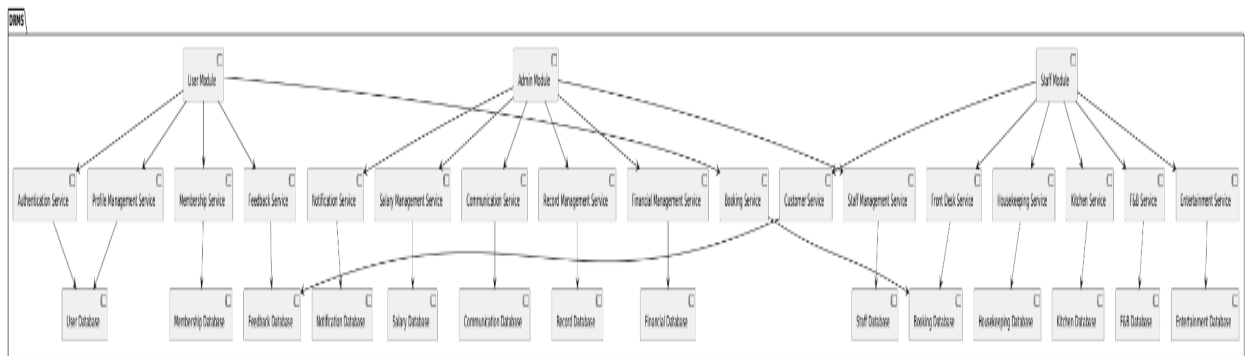 DRMS
User Module
Admin Module
Staff Module
Authentication Service
Profile Management Service
Membership Service
Feedback Service
Notification Service
Salary Management Service
Communication Service
Record Management Service
Financial Management Service
Booking Service
Customer Service
Staff Management Service
Front Desk Service
Housekeeping Service
Kitchen Service
F&B Service
Entertainment Service
User Database
Membership Database
Feedback Database
Notification Database
Salary Database
Communication Database
Record Database
Financial Database
Staff Database
Booking Database
Housekeeping Database
Kitchen Database
F&B Database
Entertainment Database